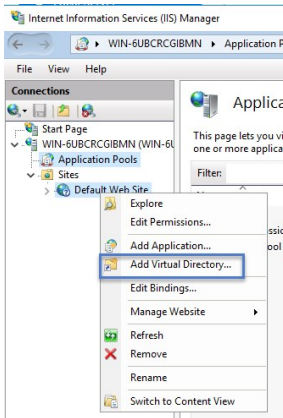 Internet Information Services (IIS) Manager
WIN-6UBCRCGIBMN ▸ Application P
File View Help
Connections
Start Page
WIN-6UBCRCGIBMN (WIN-6U
Application Pools
Sites
Default Web Site
Applica
This page lets you vi
one or more applica
Filter:
Explore
Edit Permissions...
Add Application...
Add Virtual Directory...
Edit Bindings...
Manage Website
Refresh
Remove
Rename
Switch to Content View